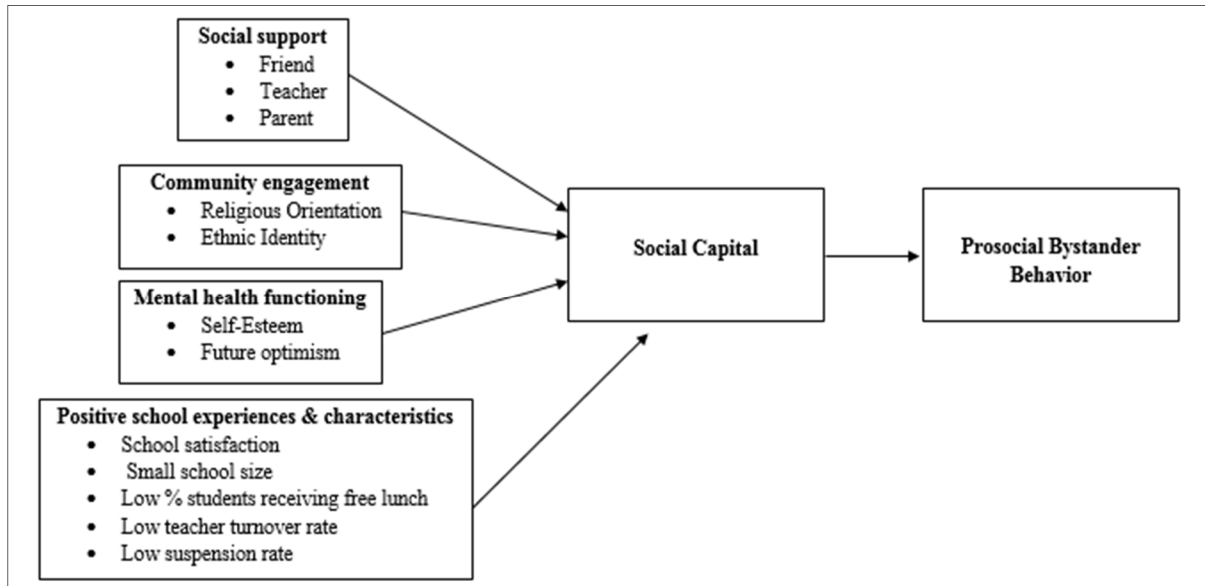 Social support
• Friend
• Teacher
• Parent
Community engagement
• Religious Orientation
• Ethnic Identity
Mental health functioning
• Self-Esteem
• Future optimism
Positive school experiences & characteristics
• School satisfaction
• Small school size
• Low % students receiving free lunch
• Low teacher turnover rate
• Low suspension rate
Social Capital
Prosocial Bystander
Behavior